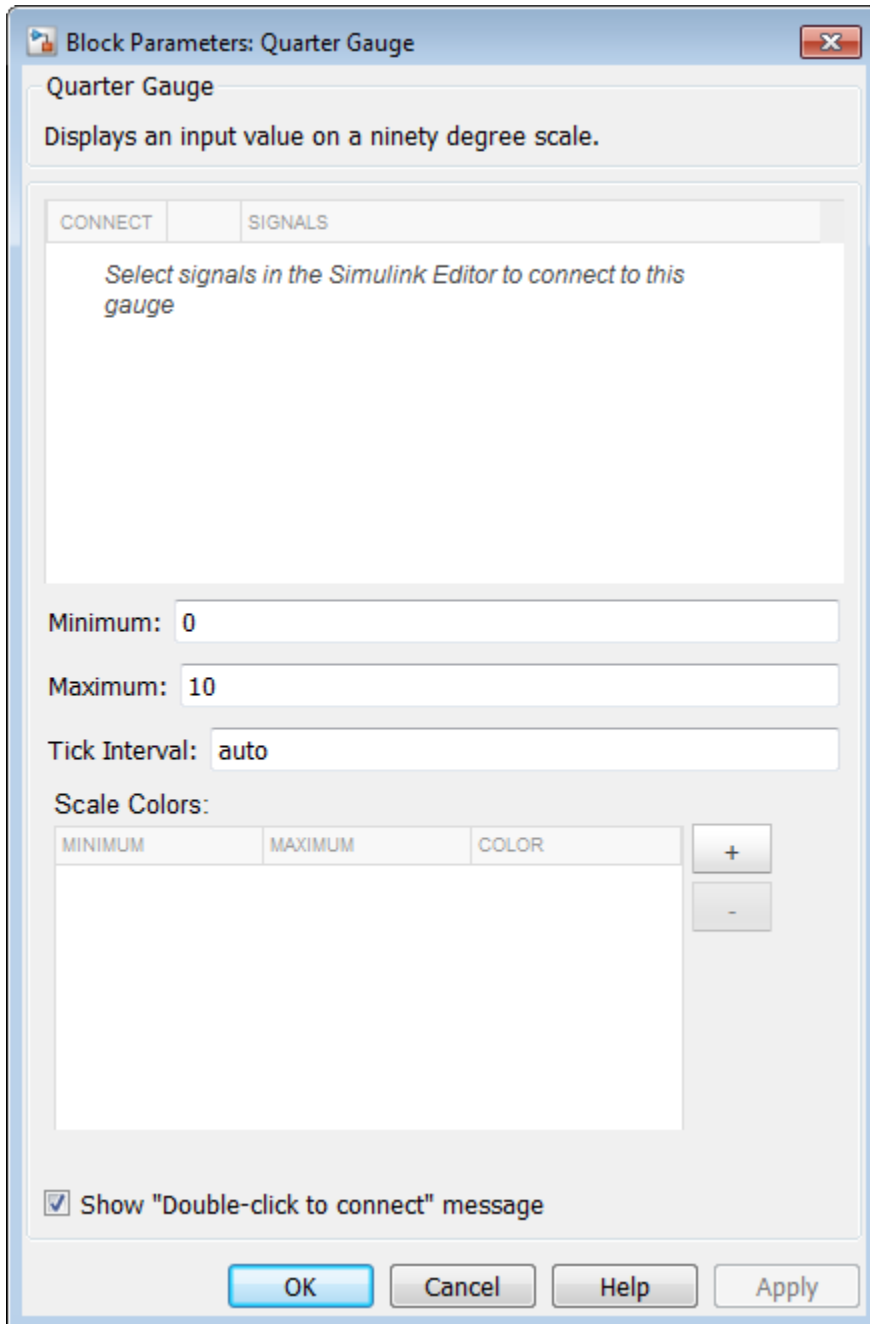 Block Parameters: Quarter Gauge
Quarter Gauge
Displays an input value on a ninety degree scale.
CONNECT SIGNALS
Select signals in the Simulink Editor to connect to this
gauge
Minimum: 0
Maximum: 10
Tick Interval: auto
Scale Colors:
MINIMUM MAXIMUM COLOR
+
-
Show "Double-click to connect" message
OK Cancel Help Apply